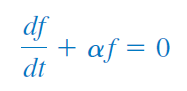 df/dt + αf = 0